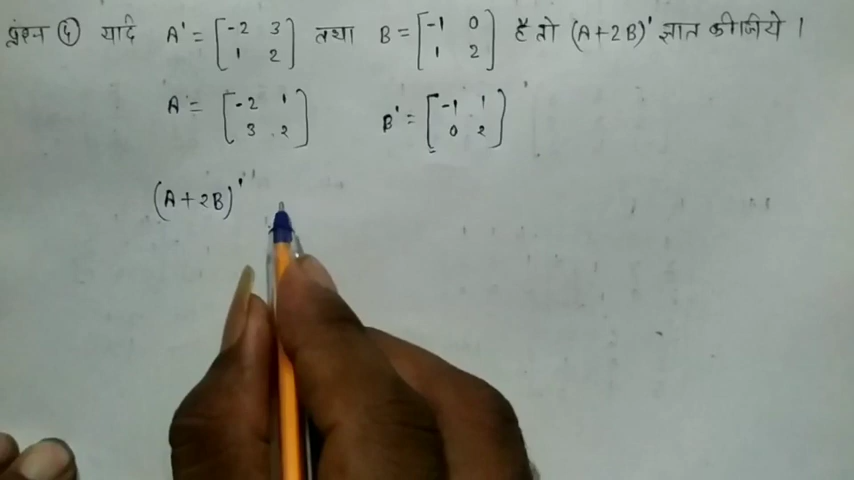 प्रश्न ५ यदि A' = [-2 3 तथा B = [-1 0 है तो (A+2B)' ज्ञात कीजिये ।
1 2] 1 2]
A = [-2 1 B' = [-1 1
3 2] 0 2]
(A+2B)'